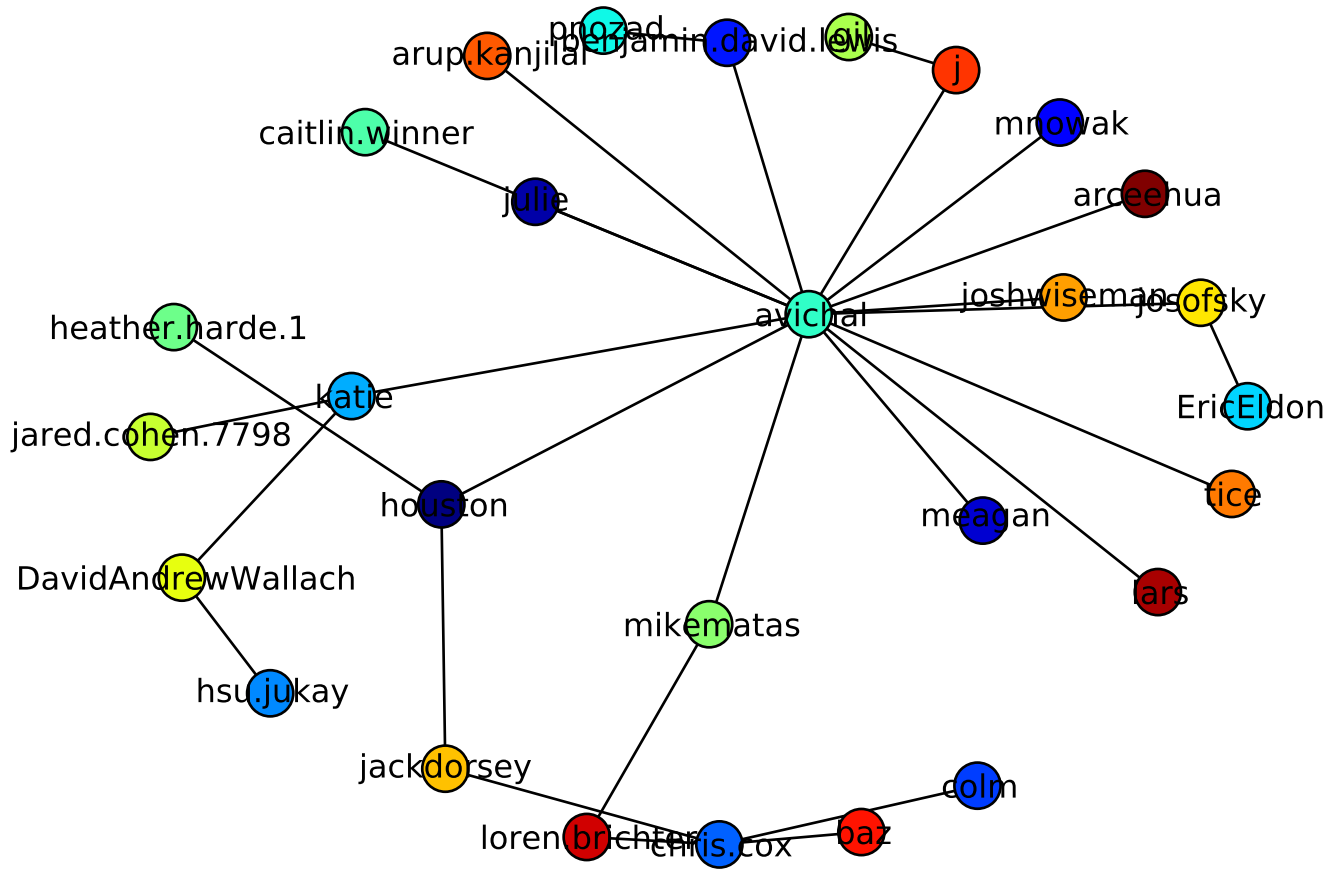 pnozad
benjamin.david.lewis
gil
arup.kanjilal
j
mnowak
caitlin.winner
julie
arceehua
joshwiseman
josofsky
avichal
heather.harde.1
katie
EricEldon
jared.cohen.7798
houston
tice
meagan
DavidAndrewWallach
lars
mikematas
hsu.jukay
jackdorsey
colm
loren.brichter
chris.cox
baz